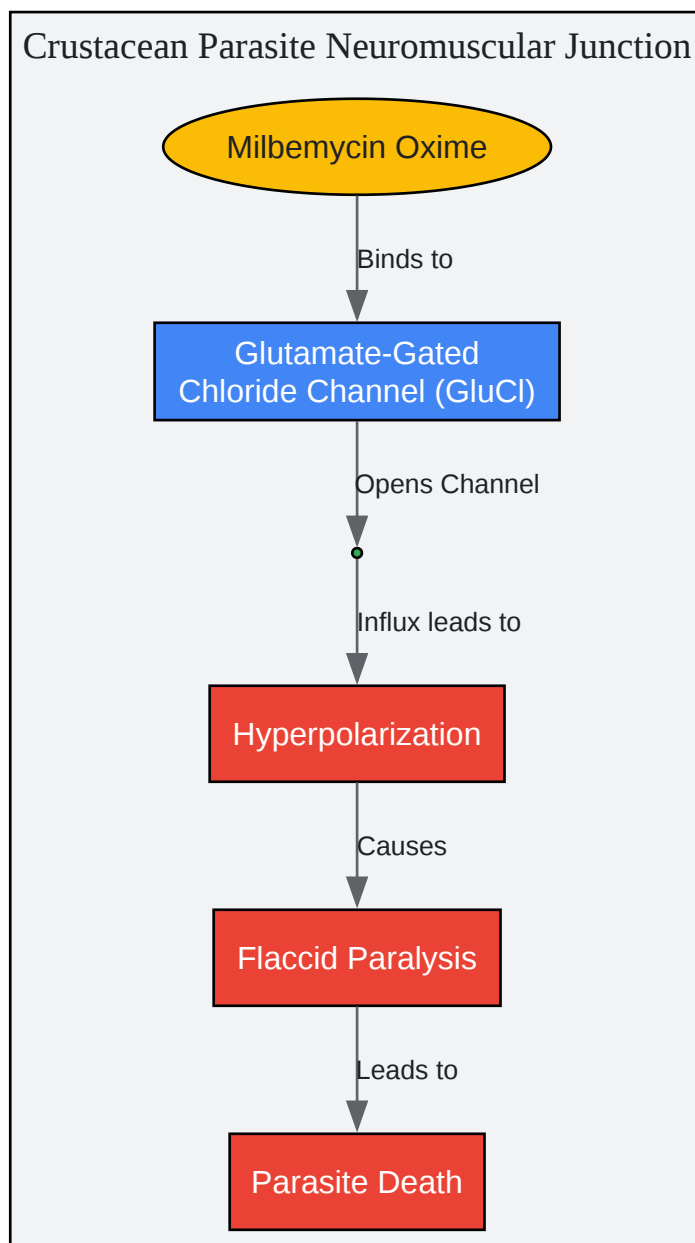 Crustacean Parasite Neuromuscular Junction
Milbemycin Oxime
Binds to
Glutamate-Gated
Chloride Channel (GluCl)
Opens Channel
Influx leads to
Hyperpolarization
Causes
Flaccid Paralysis
Leads to
Parasite Death